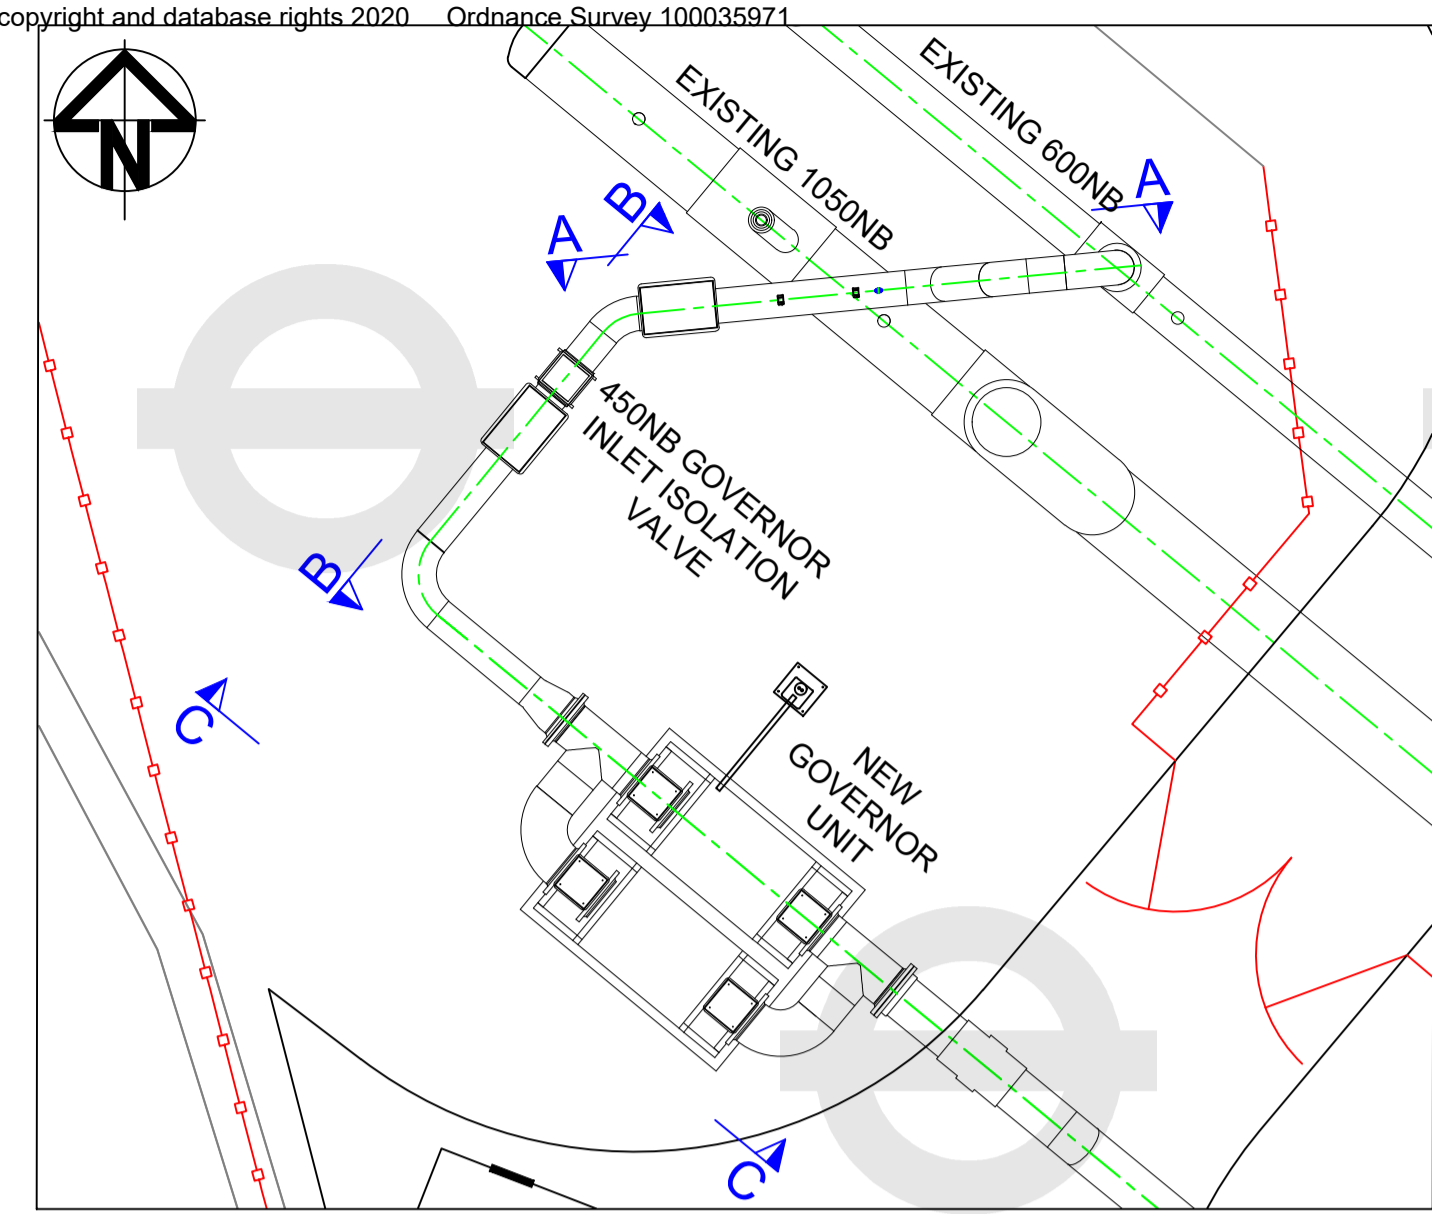 copyright and database rights 2020 Ordnance Survey 100035971
N
EXISTING 1050NB
EXISTING 600NB
A
B
A
450NB GOVERNOR
INLET ISOLATION
VALVE
B
C
NEW
GOVERNOR
UNIT
C